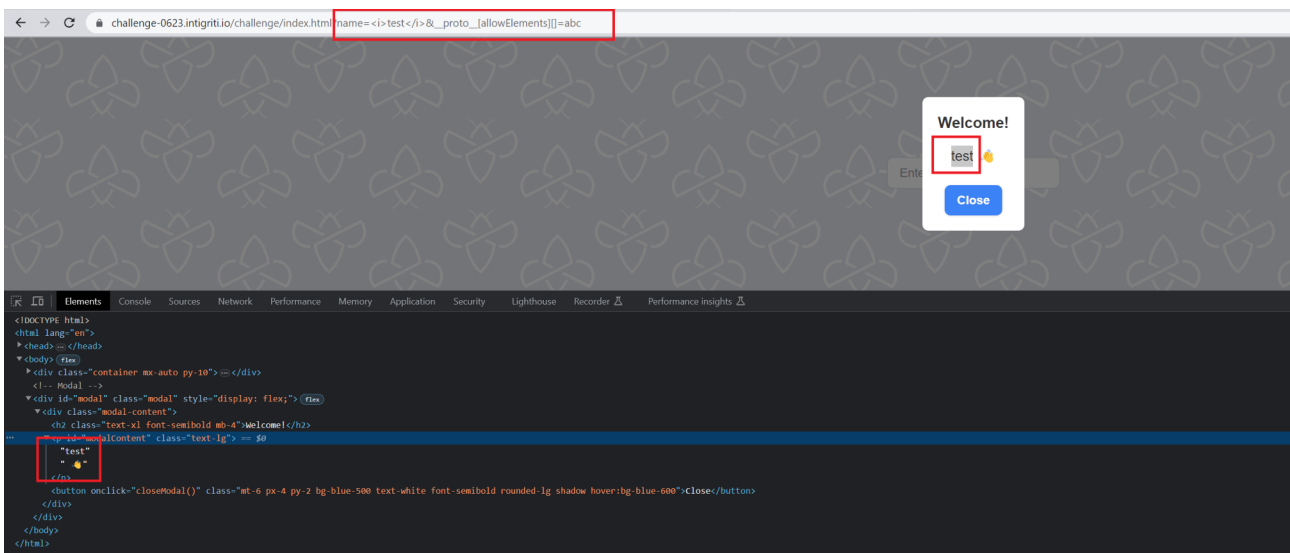 challenge-0623.intigriti.io/challenge/index.html?name=<i>test</i>&__proto__[allowElements][]=abc
Welcome!
test 👋
Ente
Close
Elements Console Sources Network Performance Memory Application Security Lighthouse Recorder Performance insights
<!DOCTYPE html>
<html lang="en">
<head> … </head>
<body> flex
<div class="container mx-auto py-10"> … </div>
<!-- Modal -->
<div id="modal" class="modal" style="display: flex;"> flex
<div class="modal-content">
<h2 class="text-xl font-semibold mb-4">Welcome!</h2>
<p id="modalContent" class="text-lg"> == $0
"test"
" 👋"
</p>
<button onclick="closeModal()" class="mt-6 px-4 py-2 bg-blue-500 text-white font-semibold rounded-lg shadow hover:bg-blue-600">Close</button>
</div>
</div>
</body>
</html>